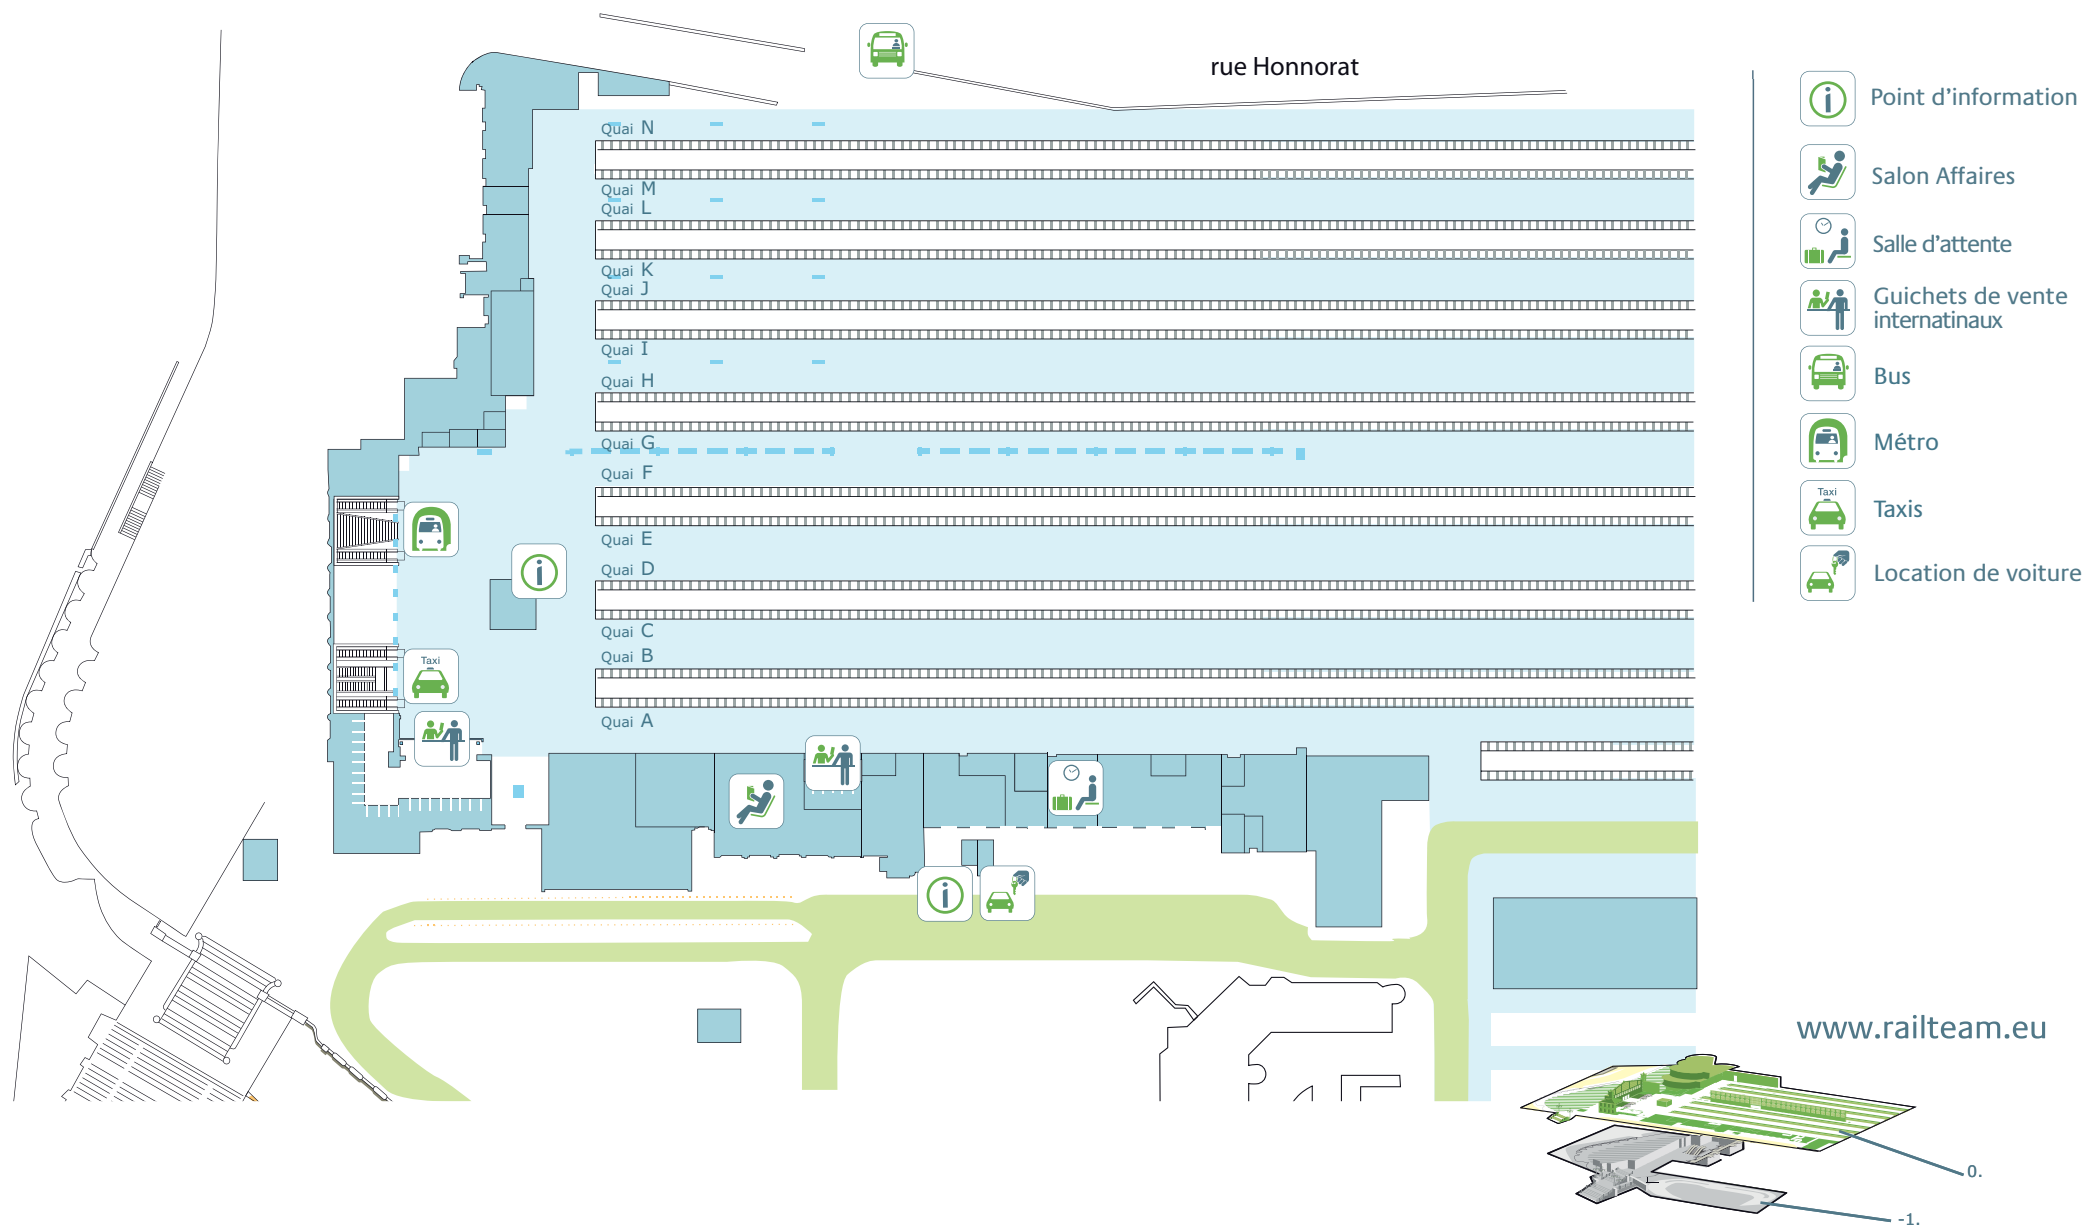 rue Honnorat
Quai N
Quai M
Quai L
Quai K
Quai J
Quai I
Quai H
Quai G
Quai F
Quai E
Quai D
Quai C
Quai B
Quai A
Taxi
Point d'information
Salon Affaires
Salle d'attente
Guichets de vente
internatinaux
Bus
Métro
Taxi
Taxis
Location de voiture
www.railteam.eu
0.
-1.